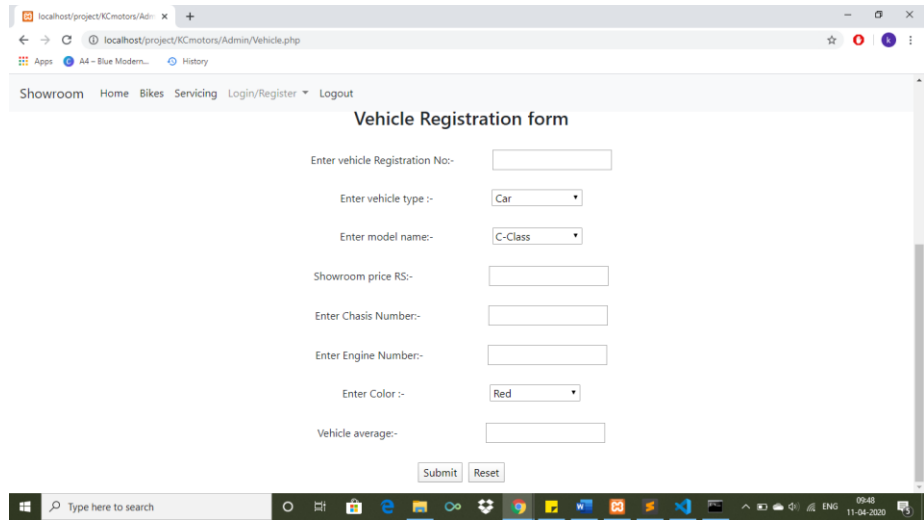 localhost/project/KCmotors/Adm
localhost/project/KCmotors/Admin/Vehicle.php
k
Apps
A4 – Blue Modern...
History
Showroom Home Bikes Servicing Login/Register Logout
Vehicle Registration form
Enter vehicle Registration No:-
Enter vehicle type :- Car
Enter model name:- C-Class
Showroom price RS:-
Enter Chasis Number:-
Enter Engine Number:-
Enter Color :- Red
Vehicle average:-
Submit Reset
Type here to search
ENG
09:48
11-04-2020